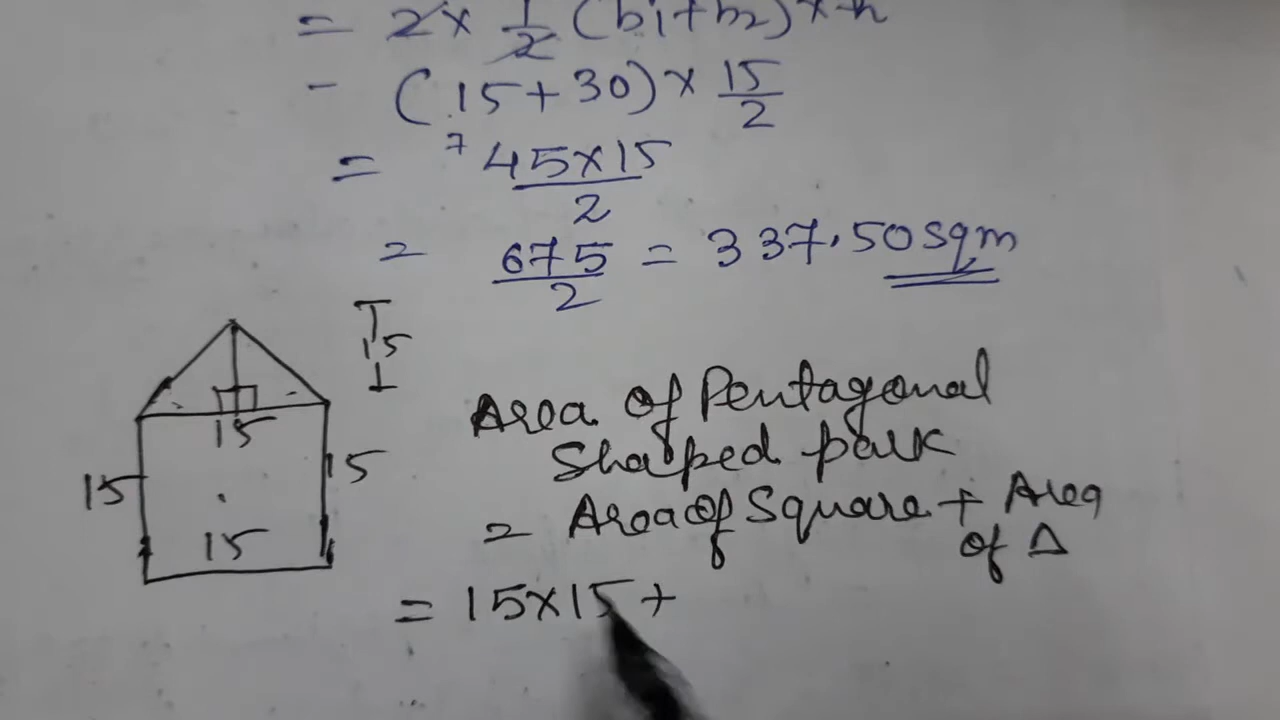 = 2 × 1/2 (b1+b2) × h
- (15+30) × 15/2
= 7 45×15/2
= 675/2 = 337.50 sqm
15
15
15
15
15
Area of Pentagonal
Shaped park
= Area of Square + Area
of Δ
= 15×15+